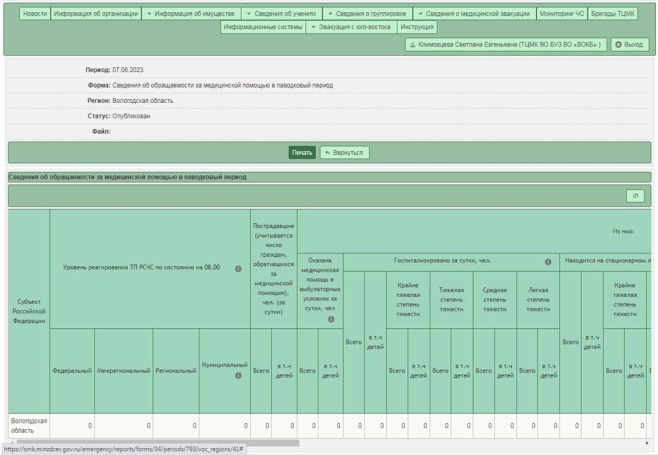 Новости Информация об организации Информация об имуществе Сведения об учениях Сведения о группировке Сведения о медицинской эвакуации Мониторинг ЧС Бригады ТЦМК
Информационные системы Эвакуация с юго-востока Инструкция
Климовцева Светлана Евгеньевна (ТЦМК ВО БУЗ ВО «ВОКБ» ) Выход
Период: 07.06.2023
Форма: Сведения об обращаемости за медицинской помощью в паводковый период
Регион: Вологодская область
Статус: Опубликован
Файл:
Печать Вернуться
Сведения об обращаемости за медицинской помощью в паводковый период
Субъект
Российской
Федерации
Уровень реагирования ТП РСЧС по состояние на 08.00
Федеральный Межрегиональный Региональный Муниципальный
Пострадавшие
(учитывается
число
граждан,
обратившихся
за
медицинской
помощью),
чел. (за
сутки)
Всего в т.ч
детей
Из них:
Оказана
медицинская
помощь в
амбулаторных
условиях за
сутки, чел
Всего в т.ч
детей
Госпитализировано за сутки, чел.
Всего в т.ч
детей
Крайне
тяжелая
степень
тяжести
Всего в т.ч
детей
Тяжелая
степень
тяжести
Всего в т.ч
детей
Средняя
степень
тяжести
Всего в т.ч
детей
Легкая
степень
тяжести
Всего в т.ч
детей
Находится на стационарном л
Всего в т.ч
детей
Крайне
тяжелая
степень
тяжести
Всего в т.ч
детей
Вологодская
область
0 0 0 0 0 0 0 0 0 0 0 0 0 0 0 0 0 0 0 0 0 0
https://smk.minzdrav.gov.ru/emergency/reports/forms/34/periods/793/voc_regions/41#